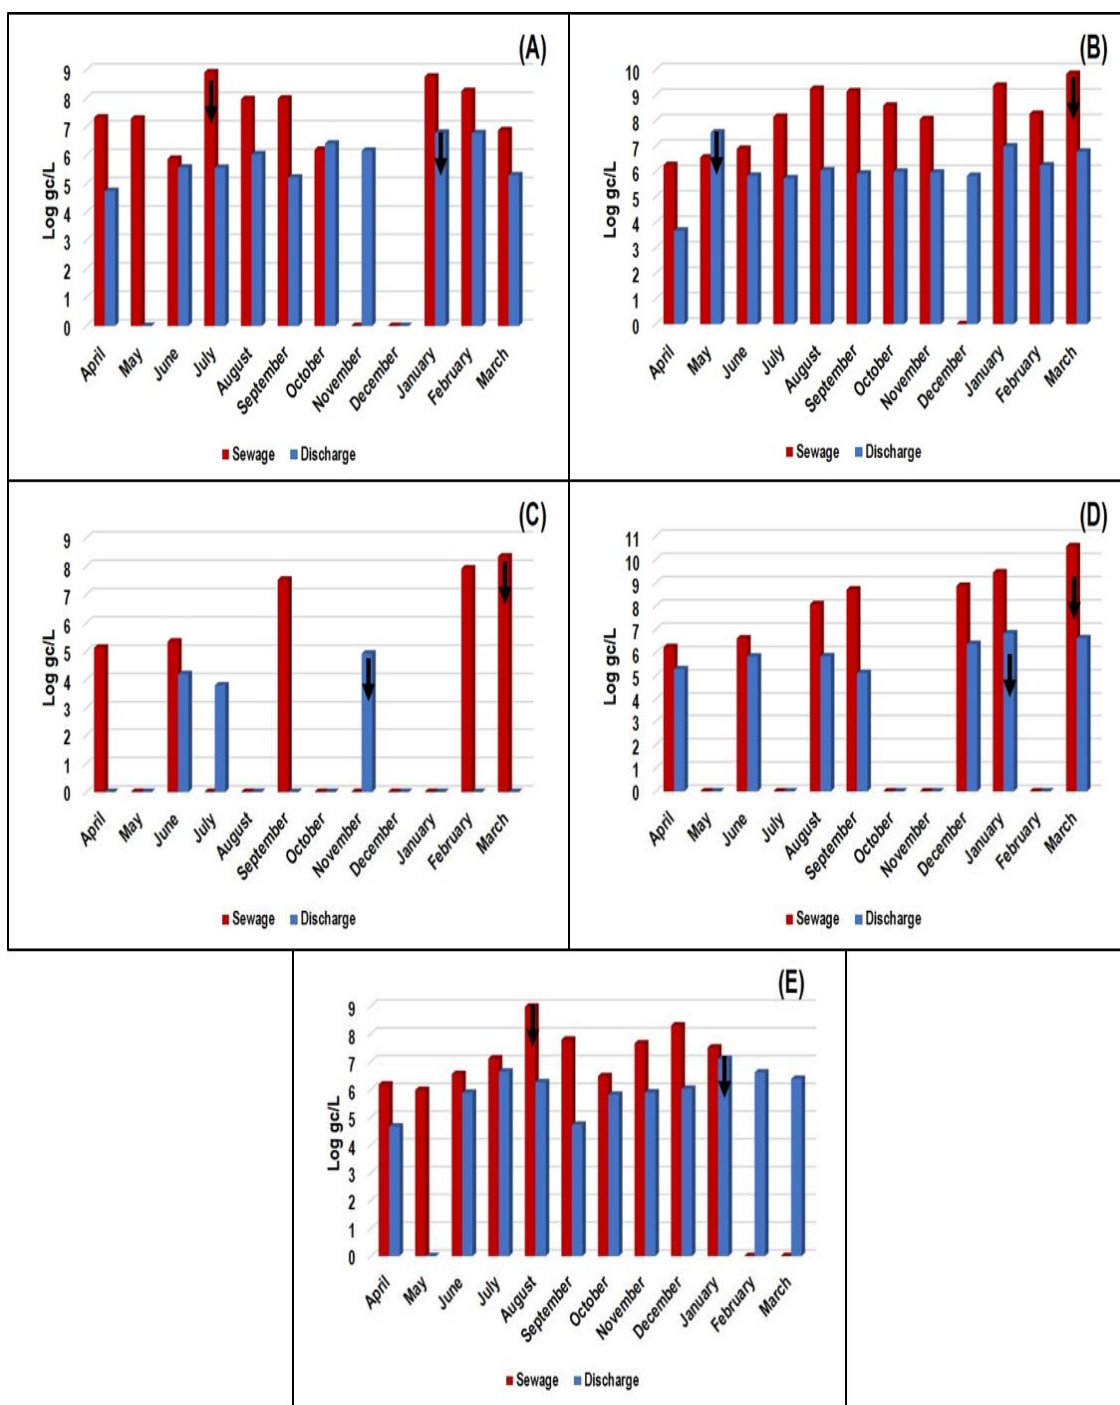 (A)
9
8
7
6
5
4
3
2
1
0
Log gc/L
April
May
June
July
August
September
October
November
December
January
February
March
Sewage Discharge
(B)
10
9
8
7
6
5
4
3
2
1
0
Log gc/L
April
May
June
July
August
September
October
November
December
January
February
March
Sewage Discharge
(C)
9
8
7
6
5
4
3
2
1
0
Log gc/L
April
May
June
July
August
September
October
November
December
January
February
March
Sewage Discharge
(D)
11
10
9
8
7
6
5
4
3
2
1
0
Log gc/L
April
May
June
July
August
September
October
November
December
January
February
March
Sewage Discharge
(E)
9
8
7
6
5
4
3
2
1
0
Log gc/L
April
May
June
July
August
September
October
November
December
January
February
March
Sewage Discharge